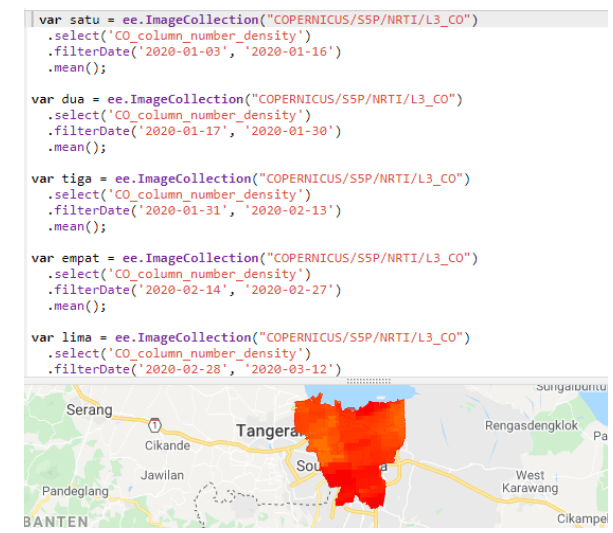 var satu = ee.ImageCollection("COPERNICUS/S5P/NRTI/L3_CO")
.select('CO_column_number_density')
.filterDate('2020-01-03', '2020-01-16')
.mean();
var dua = ee.ImageCollection("COPERNICUS/S5P/NRTI/L3_CO")
.select('CO_column_number_density')
.filterDate('2020-01-17', '2020-01-30')
.mean();
var tiga = ee.ImageCollection("COPERNICUS/S5P/NRTI/L3_CO")
.select('CO_column_number_density')
.filterDate('2020-01-31', '2020-02-13')
.mean();
var empat = ee.ImageCollection("COPERNICUS/S5P/NRTI/L3_CO")
.select('CO_column_number_density')
.filterDate('2020-02-14', '2020-02-27')
.mean();
var lima = ee.ImageCollection("COPERNICUS/S5P/NRTI/L3_CO")
.select('CO_column_number_density')
.filterDate('2020-02-28', '2020-03-12')
Sungaibuntu
Serang
1
Tangera
Rengasdengklok
Pa
Cikande
Sou
a
Jawilan
West
Karawang
Pandeglang
Cikampe
BANTEN